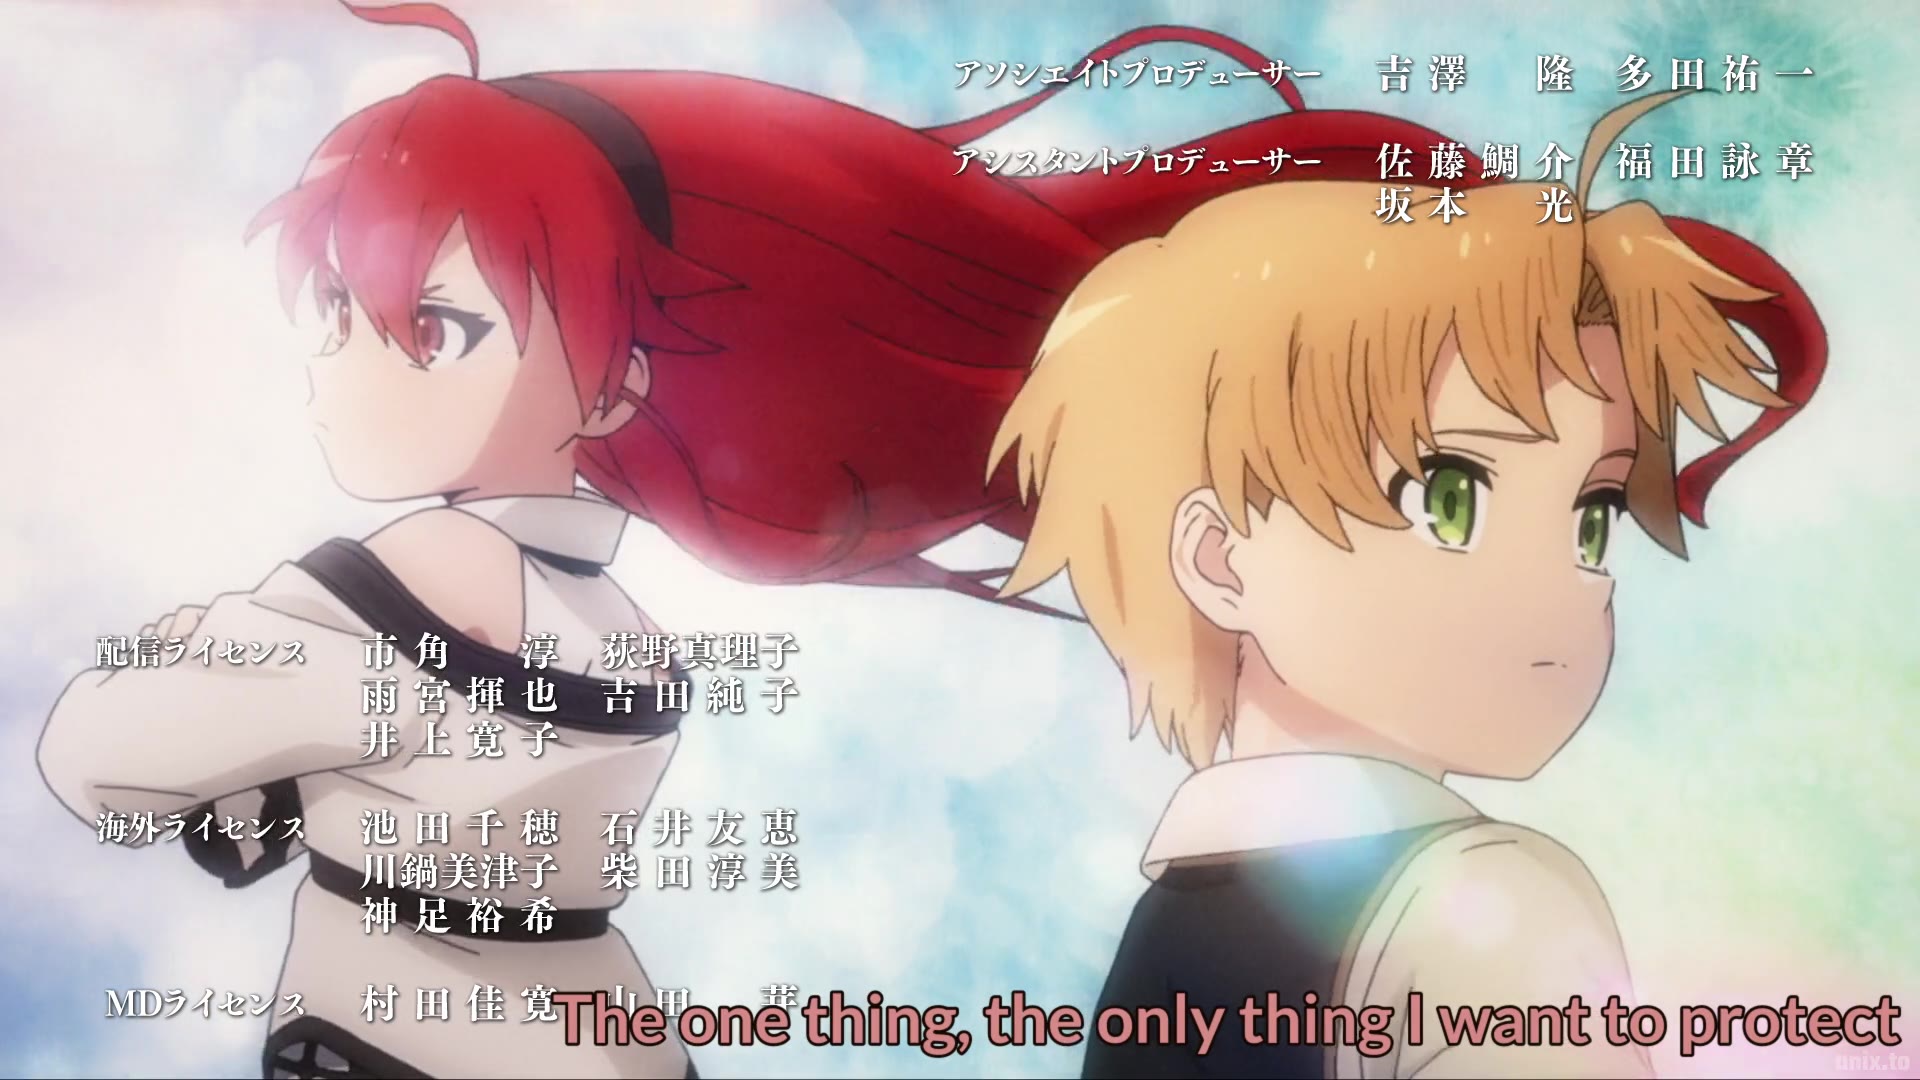 アソシエイトプロデューサー 吉澤 隆 多田祐一
アシスタントプロデューサー 佐藤鯛介 福田詠章
坂本 光
配信ライセンス 市角 淳 荻野真理子
雨宮揮也 吉田純子
井上寛子
海外ライセンス 池田千穂 石井友恵
川鍋美津子 柴田淳美
神足裕希
MDライセンス 村田佳寛 山田
The one thing, the only thing I want to protect
unix.to